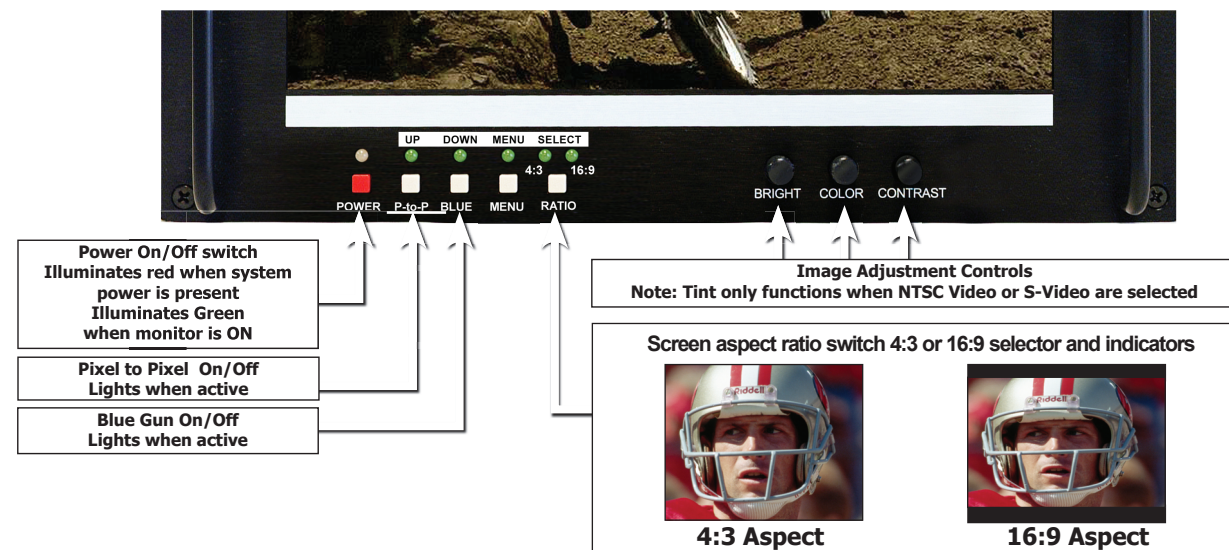 UP DOWN MENU SELECT
4:3 16:9
POWER P-to-P BLUE MENU RATIO
BRIGHT COLOR CONTRAST
Power On/Off switch
Illuminates red when system
power is present
Illuminates Green
when monitor is ON
Pixel to Pixel On/Off
Lights when active
Blue Gun On/Off
Lights when active
Image Adjustment Controls
Note: Tint only functions when NTSC Video or S-Video are selected
Screen aspect ratio switch 4:3 or 16:9 selector and indicators
Riddell
Riddell
4:3 Aspect
16:9 Aspect